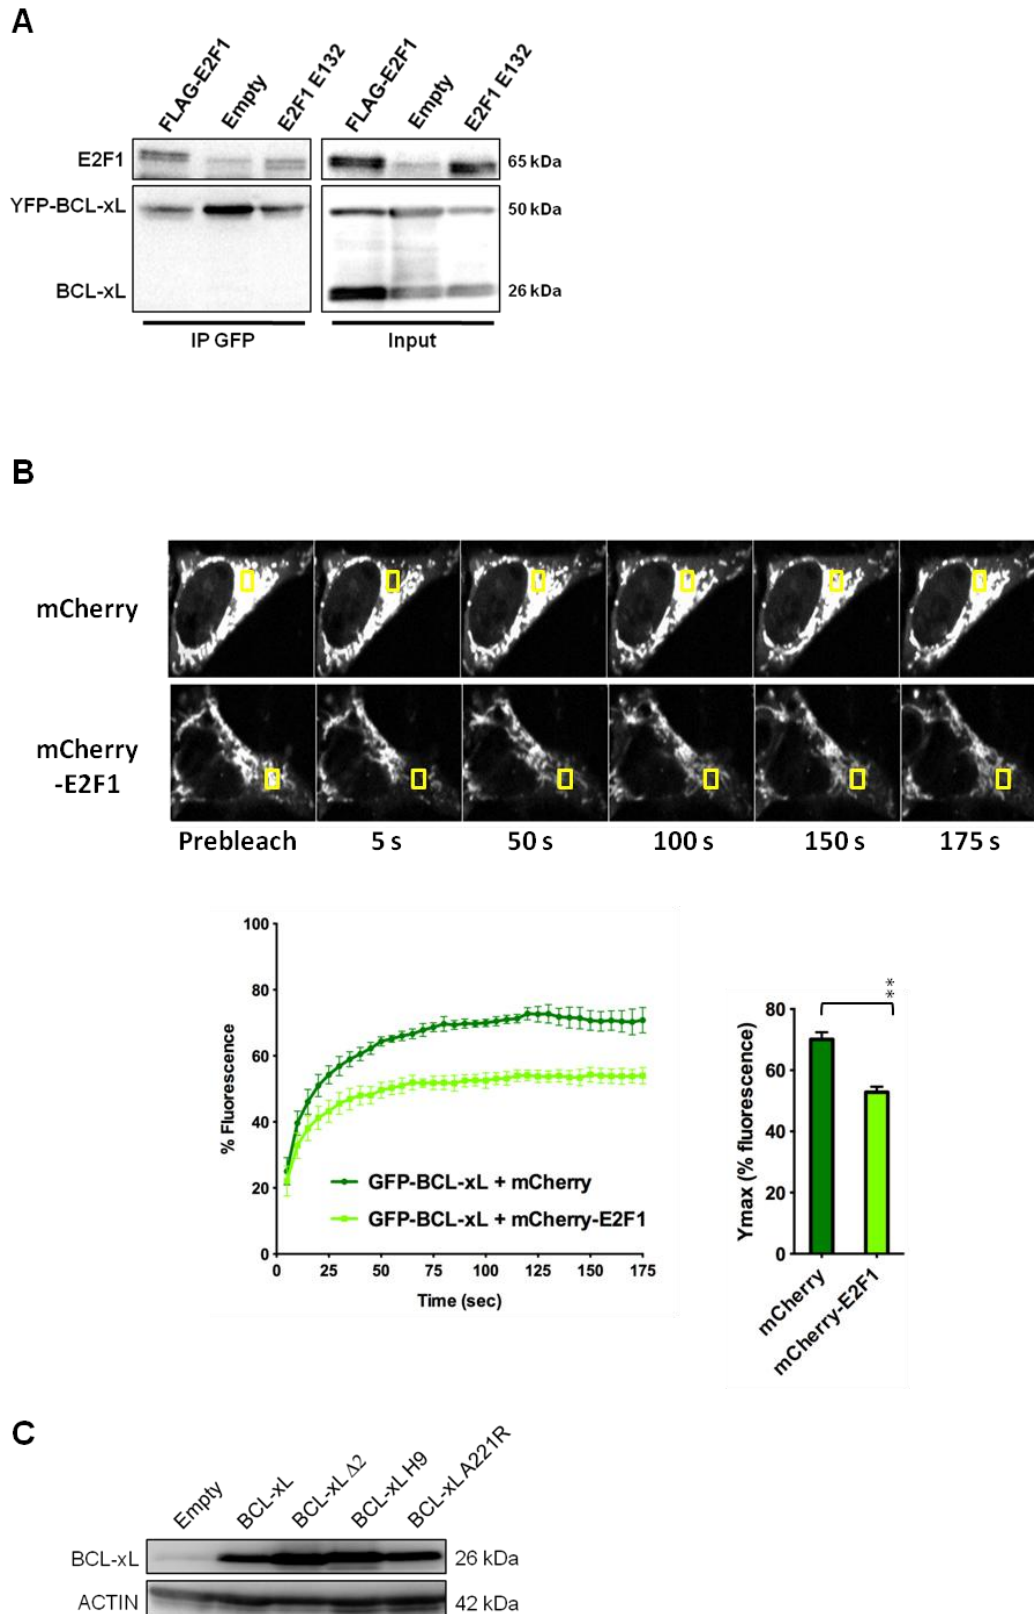 A
FLAG-E2F1 Empty E2F1 E132 FLAG-E2F1 Empty E2F1 E132
E2F1 65 kDa
YFP-BCL-xL 50 kDa
BCL-xL 26 kDa
IP GFP Input
B
mCherry
mCherry
-E2F1
Prebleach 5 s 50 s 100 s 150 s 175 s
100
80
60
40
20
0
% Fluorescence
GFP-BCL-xL + mCherry
GFP-BCL-xL + mCherry-E2F1
0 25 50 75 100 125 150 175
Time (sec)
**
80
60
40
20
0
Ymax (% fluorescence)
mCherry
mCherry-E2F1
C
Empty BCL-xL BCL-xL Δ2 BCL-xL H9 BCL-xL A221R
BCL-xL 26 kDa
ACTIN 42 kDa